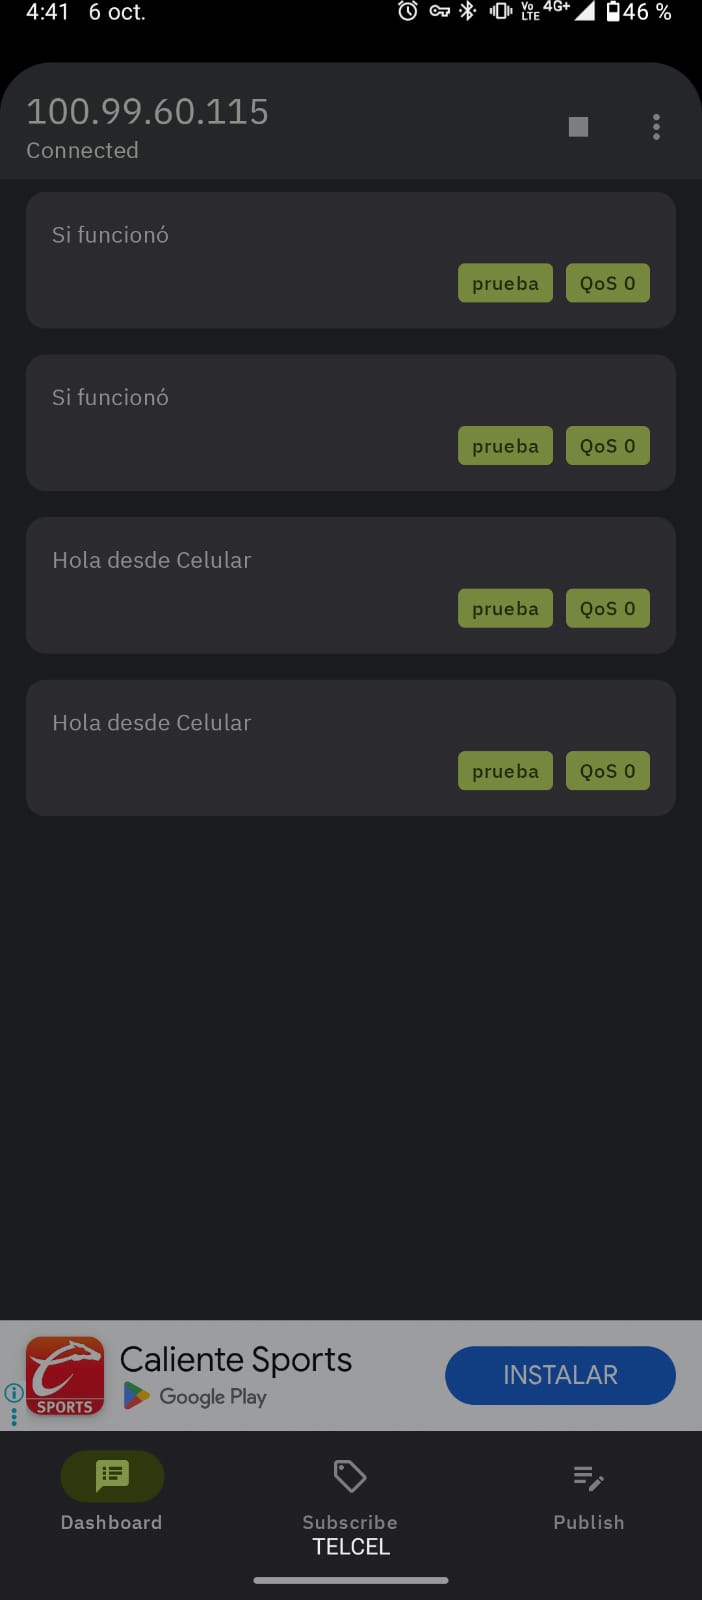 4:41 6 oct. Vo LTE 4G+ 46 %
100.99.60.115
Connected
Si funcionó
prueba QoS 0
Si funcionó
prueba QoS 0
Hola desde Celular
prueba QoS 0
Hola desde Celular
prueba QoS 0
Caliente Sports
SPORTS
Google Play
INSTALAR
Dashboard Subscribe Publish
TELCEL